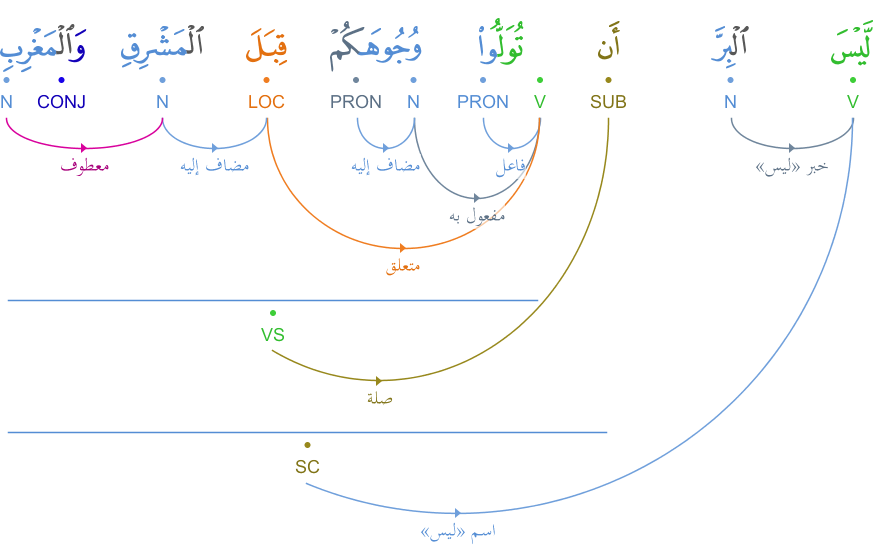 لَّيْسَ ٱلْبِرَّ أَن تُوَلُّوا۟ وُجُوهَكُمْ قِبَلَ ٱلْمَشْرِقِ وَٱلْمَغْرِبِ
V N SUB V PRON N PRON LOC N CONJ N
خبر «ليس» فاعل مضاف إليه مضاف إليه معطوف
مفعول به
متعلق
VS
صلة
SC
اسم «ليس»